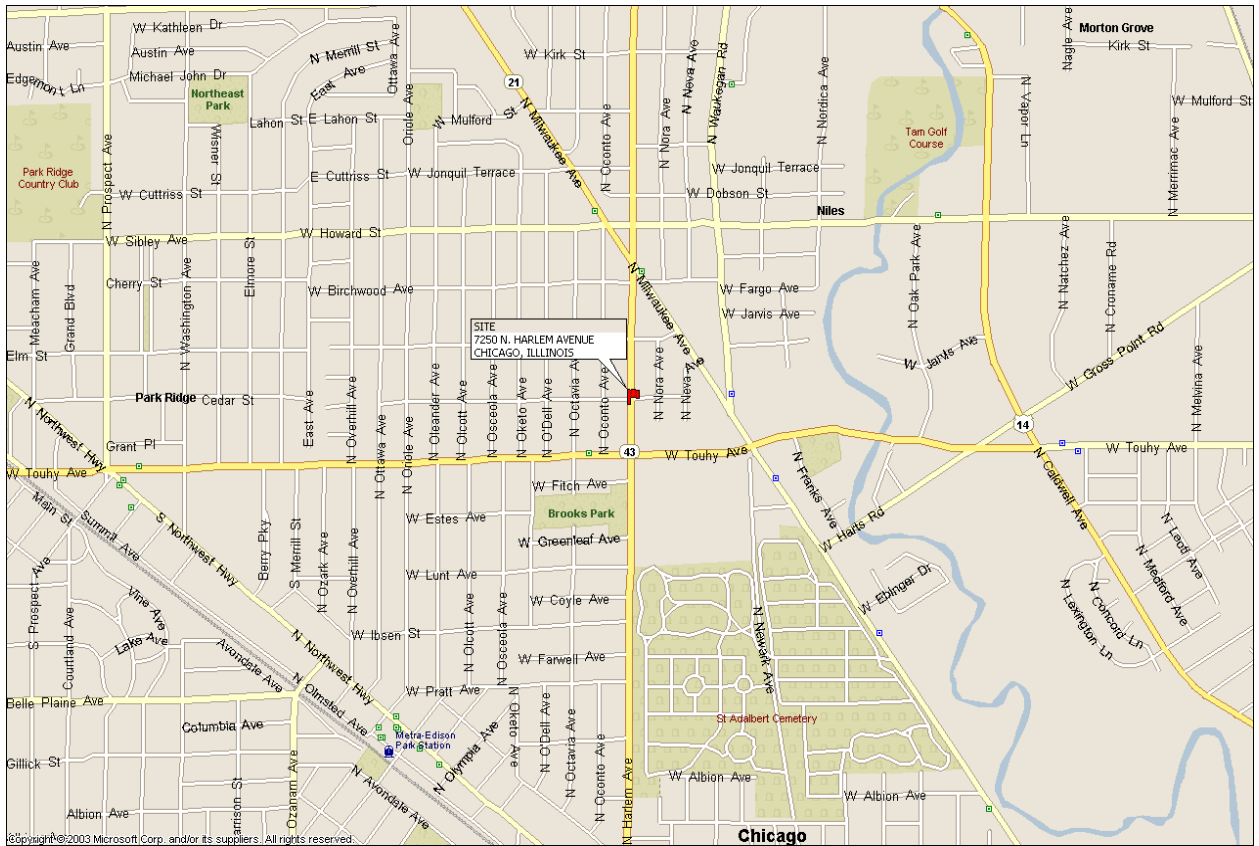 W Kathleen Dr
Austin Ave
Austin Ave
N Merrill St
Ottawa Ave
W Kirk St
N Neva Ave
N Waukegan Rd
Nagle Ave
Morton Grove
Kirk St
Edgemont Ln
Michael John Dr
East Ave
21
N Milwaukee Ave
N Nordica Ave
N Vapor Ln
Northeast
Park
Lahon St
E Lahon St
Oriole Ave
W Mulford St
N Oconto Ave
N Nora Ave
W Mulford St
N Prospect Ave
Wisner St
Tam Golf
Course
N Merrimac Ave
Park Ridge
Country Club
W Cuttriss St
E Cuttriss St
W Jonquil Terrace
W Jonquil Terrace
W Dobson St
Niles
W Sibley Ave
W Howard St
Meacham Ave
Grand Blvd
N Washington Ave
Elmore St
Cherry St
W Birchwood Ave
N Milwaukee Ave
W Fargo Ave
W Jarvis Ave
N Oak Park Ave
N Natchez Ave
N Croname Rd
SITE
7250 N. HARLEM AVENUE
CHICAGO, ILLLINOIS
Elm St
W Jarvis Ave
W Gross Point Rd
N Melvina Ave
Park Ridge
Cedar St
East Ave
N Overhill Ave
N Ottawa Ave
N Oriole Ave
N Oleander Ave
N Olcott Ave
N Osceola Ave
N Oketo Ave
N O'Dell Ave
N Octavia Ave
N Oconto Ave
N Nora Ave
N Neva Ave
N Northwest Hwy
Grant Pl
W Touhy Ave
43
W Touhy Ave
14
W Touhy Ave
N Franks Ave
N Caldwell Ave
Main St
Summit Ave
S Northwest Hwy
Berry Pky
S Merrill St
N Ozark Ave
N Overhill Ave
W Fitch Ave
W Estes Ave
Brooks Park
W Greenleaf Ave
W Harts Rd
N Leoti Ave
N Medford Ave
S Prospect Ave
Courtland Ave
Vine Ave
Lake Ave
W Lunt Ave
W Coyle Ave
W Ebinger Dr
N Concord Ln
N Lexington Ln
W Ibsen St
N Olcott Ave
N Osceola Ave
W Farwell Ave
N Newark Ave
Avondale Ave
N Northwest Hwy
N Olmsted Ave
Belle Plaine Ave
W Pratt Ave
N Oketo Ave
N O'Dell Ave
N Octavia Ave
N Oconto Ave
N Harlem Ave
Columbia Ave
St Adalbert Cemetery
Metra-Edison
Park Station
N Olympia Ave
Gillick St
N Avondale Ave
W Albion Ave
W Albion Ave
Albion Ave
Ozanam Ave
Chicago
Copyright © 2003 Microsoft Corp. and/or its suppliers. All rights reserved.